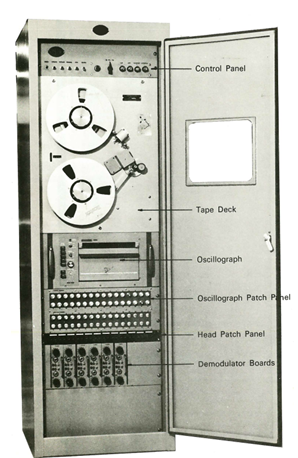 Control Panel
Tape Deck
Oscillograph
Oscillograph Patch Panel
Head Patch Panel
Demodulator Boards